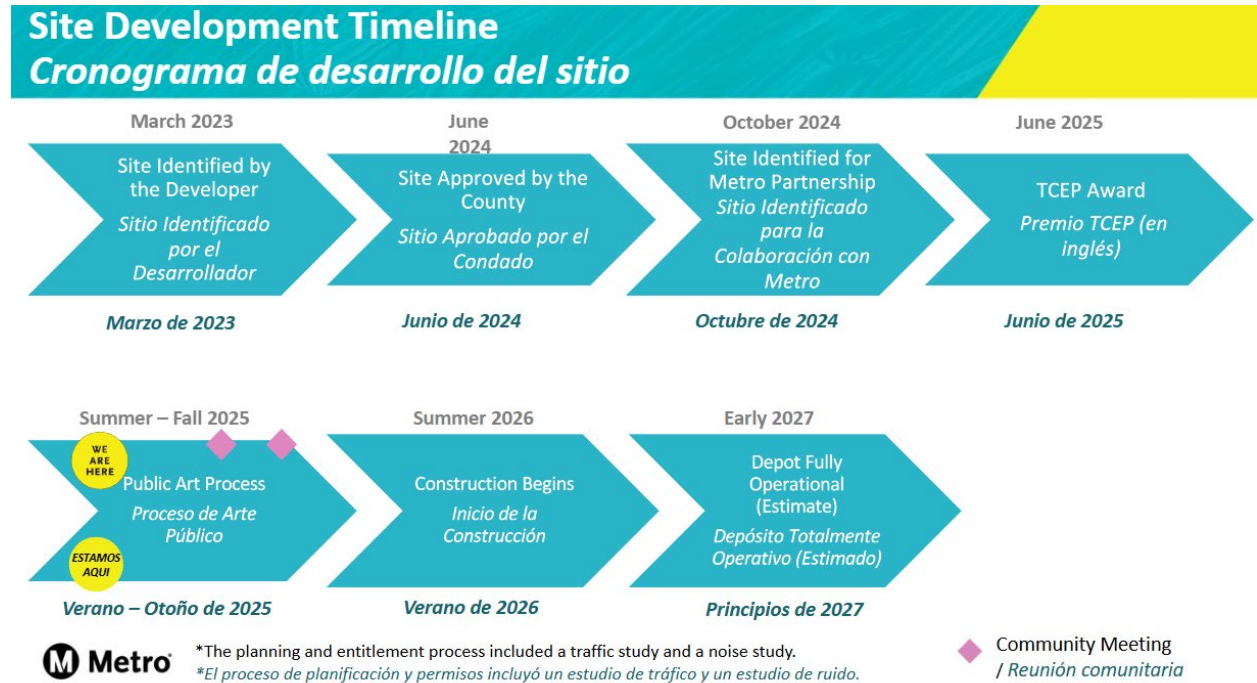 Site Development Timeline
Cronograma de desarrollo del sitio
March 2023
Site Identified by
the Developer
Sitio Identificado
por el
Desarrollador
Marzo de 2023
June
2024
Site Approved by the
County
Sitio Aprobado por el
Condado
Junio de 2024
October 2024
Site Identified for
Metro Partnership
Sitio Identificado
para la
Colaboración con
Metro
Octubre de 2024
June 2025
TCEP Award
Premio TCEP (en
inglés)
Junio de 2025
Summer – Fall 2025
WE
ARE
HERE
Public Art Process
Proceso de Arte
Público
ESTAMOS
AQUI
Verano – Otoño de 2025
Summer 2026
Construction Begins
Inicio de la
Construcción
Verano de 2026
Early 2027
Depot Fully
Operational
(Estimate)
Depósito Totalmente
Operativo (Estimado)
Principios de 2027
M Metro
*The planning and entitlement process included a traffic study and a noise study.
*El proceso de planificación y permisos incluyó un estudio de tráfico y un estudio de ruido.
Community Meeting
/ Reunión comunitaria